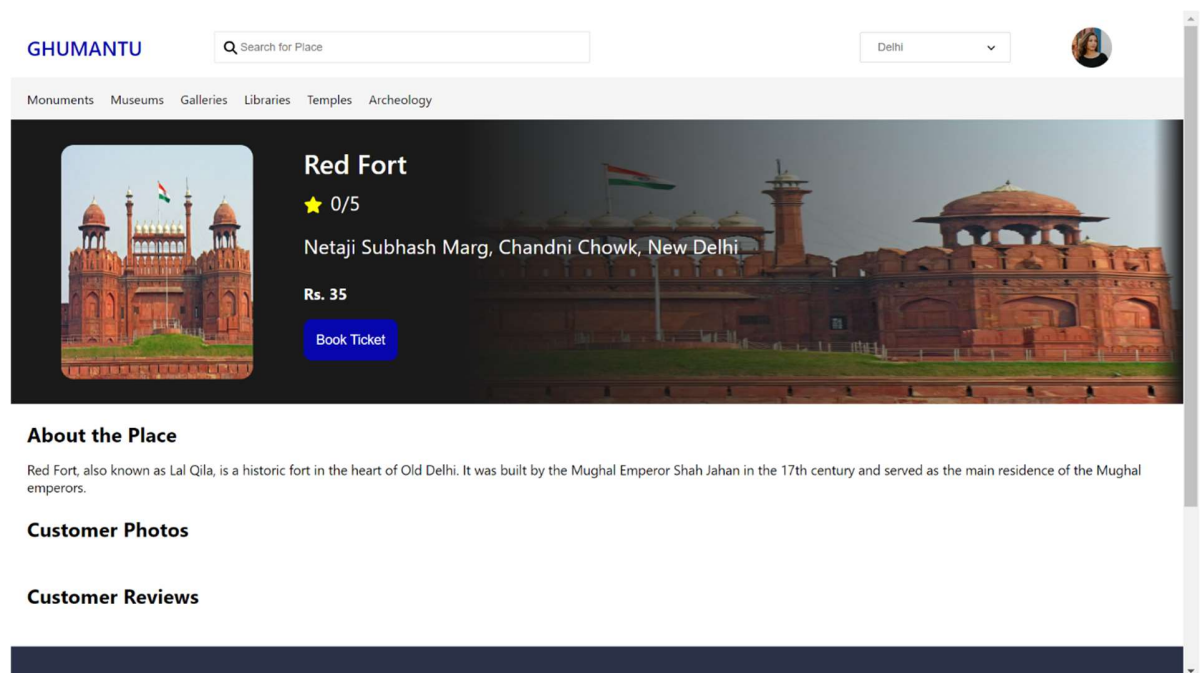 GHUMANTU
Search for Place
Delhi
Monuments Museums Galleries Libraries Temples Archeology
Red Fort
0/5
Netaji Subhash Marg, Chandni Chowk, New Delhi
Rs. 35
Book Ticket
About the Place
Red Fort, also known as Lal Qila, is a historic fort in the heart of Old Delhi. It was built by the Mughal Emperor Shah Jahan in the 17th century and served as the main residence of the Mughal
emperors.
Customer Photos
Customer Reviews